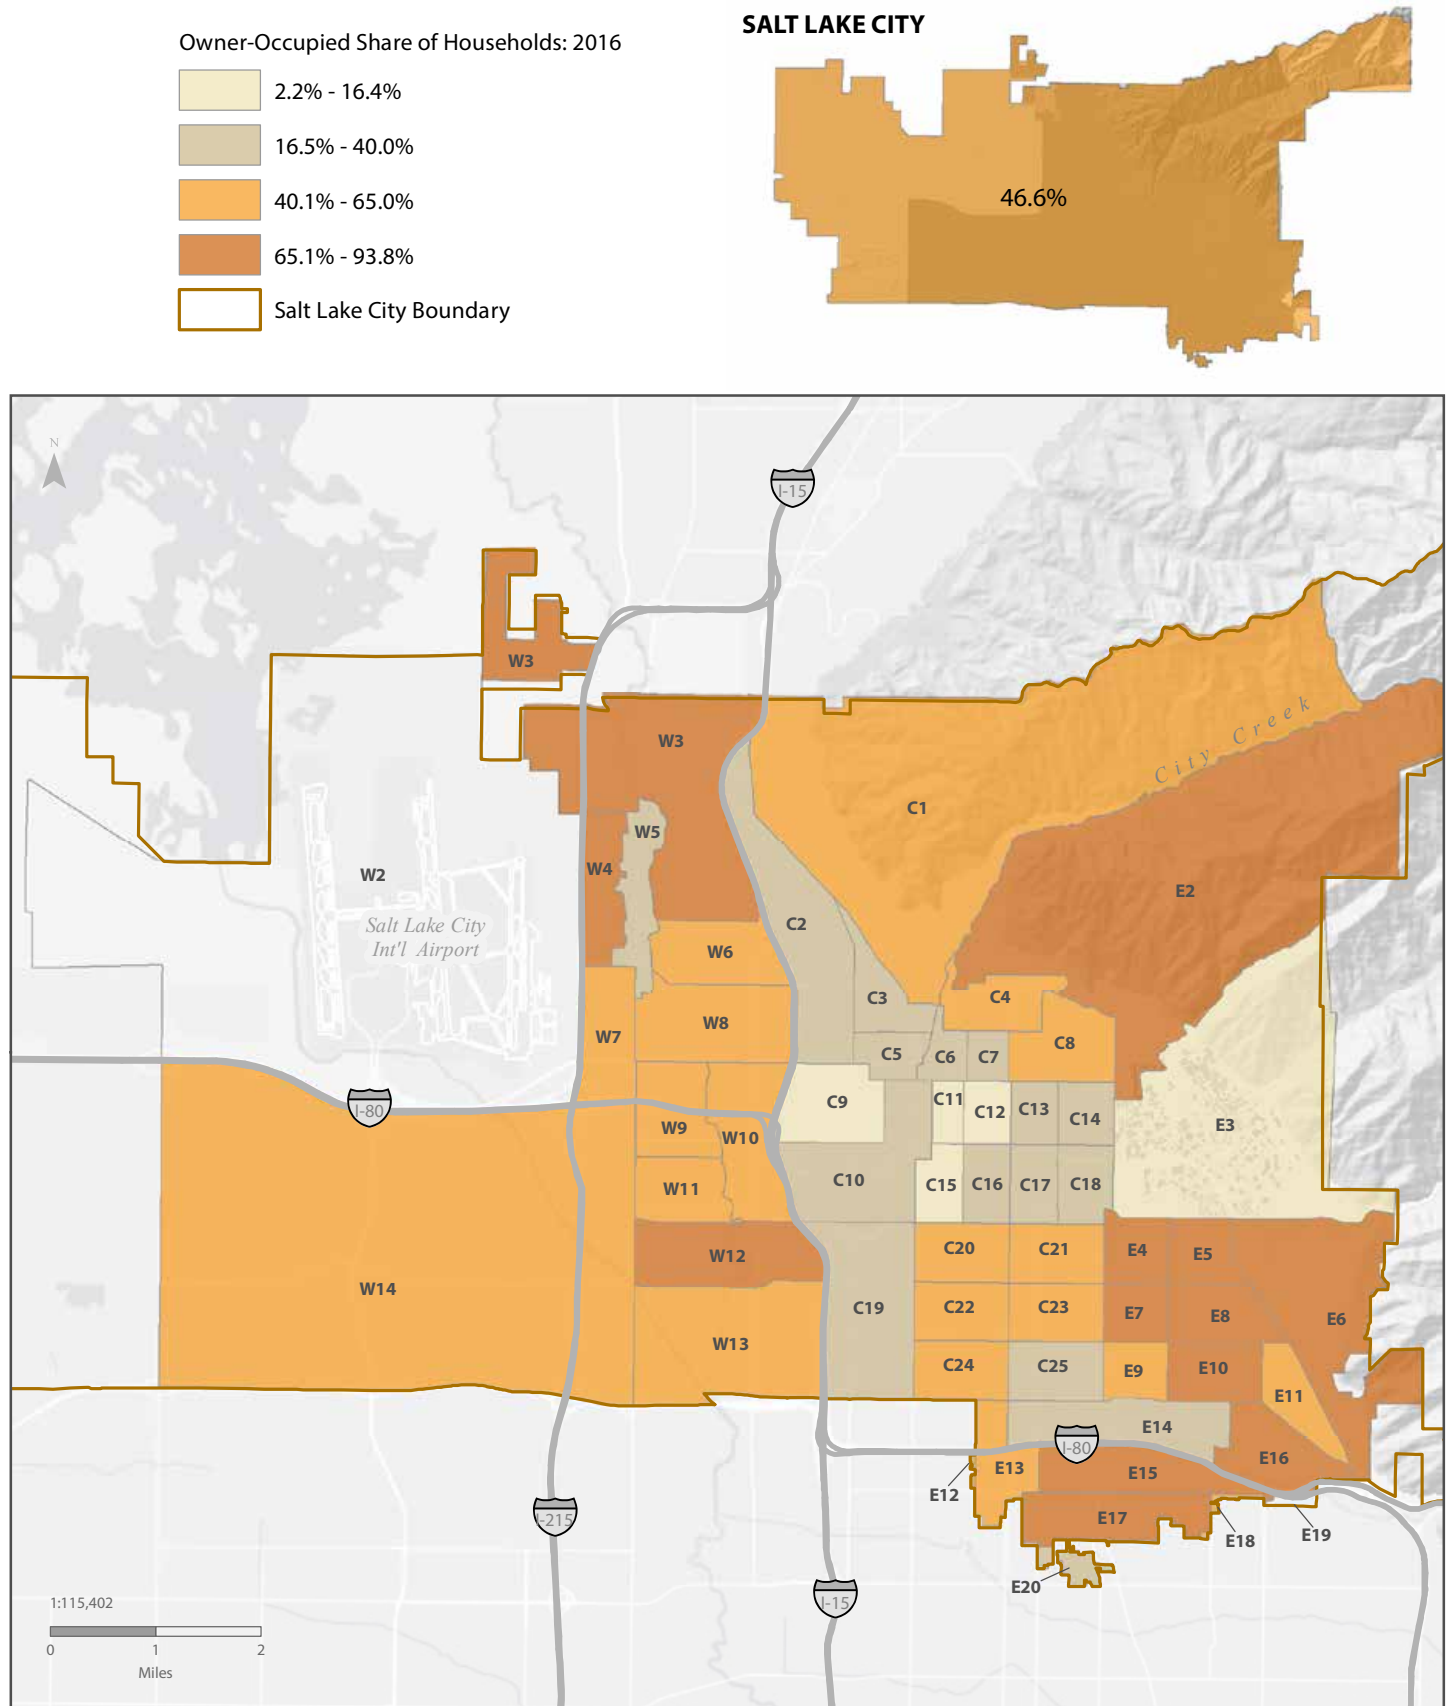 SALT LAKE CITY
Owner-Occupied Share of Households: 2016
2.2% - 16.4%
16.5% - 40.0%
40.1% - 65.0%
65.1% - 93.8%
Salt Lake City Boundary
46.6%
N
I-15
W3
W3
City Creek
C1
W5
W4
W2
E2
Salt Lake City
Int'l Airport
C2
W6
C3
C4
W8
W7
C8
C5
C6
C7
I-80
C9
C11
C12
C13
C14
E3
W9
W10
W11
C10
C15
C16
C17
C18
W12
C20
C21
E4
E5
W14
C19
C22
C23
E7
E8
E6
W13
C24
C25
E9
E10
E11
E14
I-80
E13
E15
E16
E12
I-215
E17
E18
E19
E20
I-15
1:115,402
0 1 2
Miles